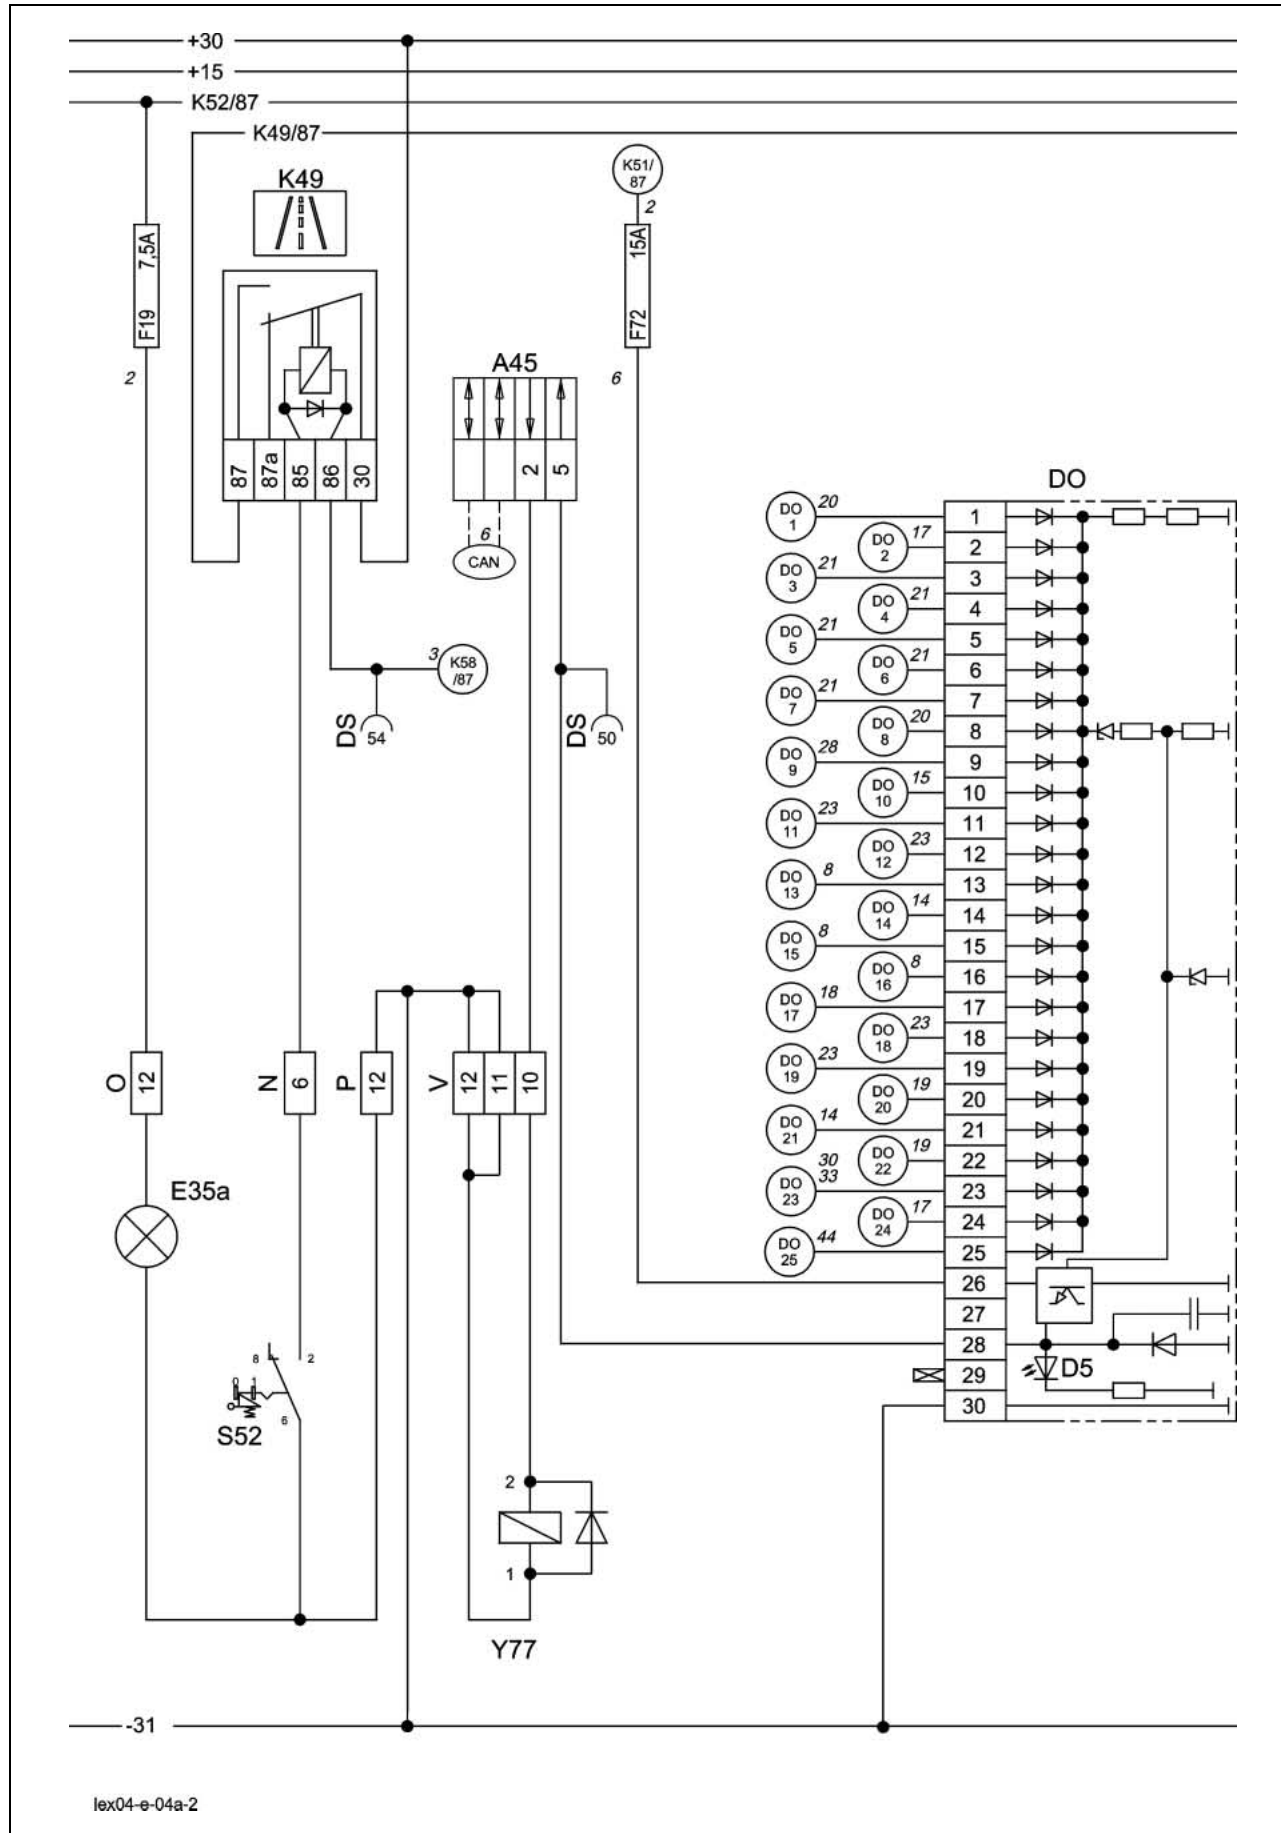 +30
+15
K52/87
K49/87
K49
K51/
87
2
7,5A
F19
2
15A
F72
6
87
87a
85
86
30
A45
2
5
6
CAN
3
K58
/87
DS
54
DS
50
DO
DO
1
20
1
DO
2
17
2
DO
3
21
3
DO
4
21
4
DO
5
21
5
DO
6
21
6
DO
7
21
7
DO
8
20
8
DO
9
28
9
DO
10
15
10
DO
11
23
11
DO
12
23
12
DO
13
8
13
DO
14
14
14
DO
15
8
15
DO
16
8
16
DO
17
18
17
DO
18
23
18
DO
19
23
19
DO
20
19
20
DO
21
14
21
DO
22
19
22
DO
23
30
33
23
DO
24
17
24
DO
25
44
25
26
27
28
29
30
D5
O
12
N
6
P
12
V
12
11
10
E35a
8
2
0
1
6
S52
2
1
Y77
-31
lex04-e-04a-2